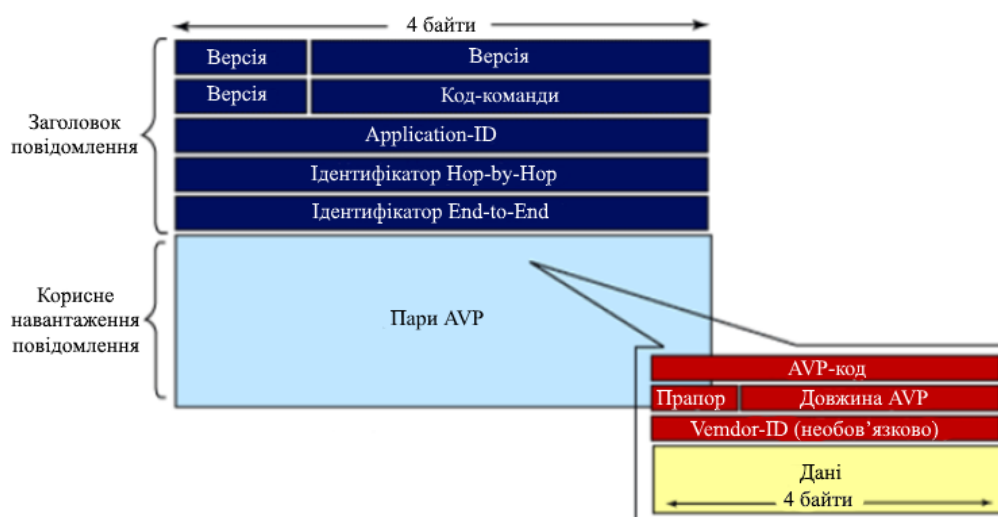 4 байти
Версія
Версія
Версія
Код-команди
Заголовок
повідомлення
Application-ID
Ідентифікатор Hop-by-Hop
Ідентифікатор End-to-End
Корисне
навантаження
повідомлення
Пари AVP
AVP-код
Прапор
Довжина AVP
Vemdor-ID (необов’язково)
Дані
4 байти